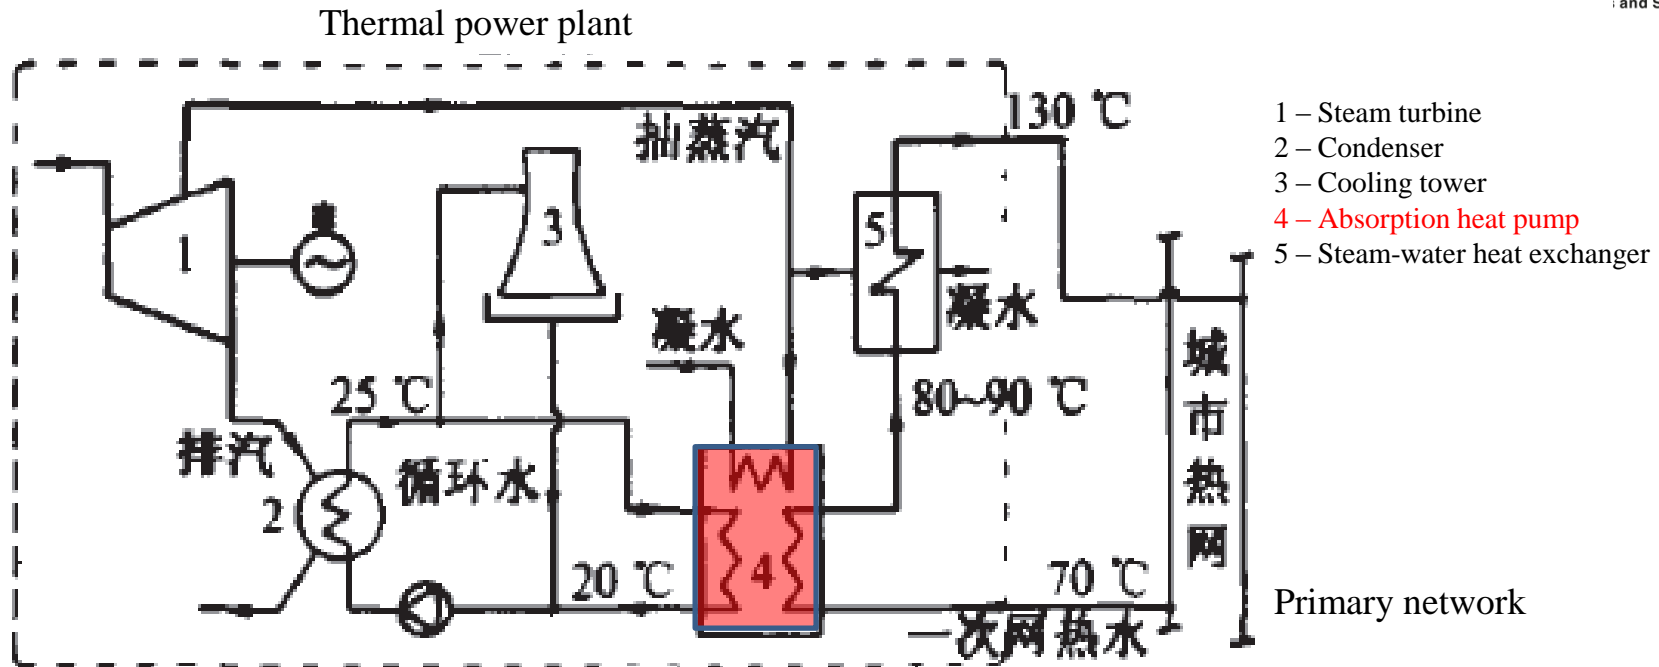 s and S
Thermal power plant
130 ℃
抽蒸汽
1 – Steam turbine
2 – Condenser
3 – Cooling tower
4 – Absorption heat pump
5 – Steam-water heat exchanger
1
3
5
凝水
凝水
25 ℃
80~90 ℃
排汽
循环水
2
4
20 ℃
70 ℃
一次网热水
城市热网
Primary network